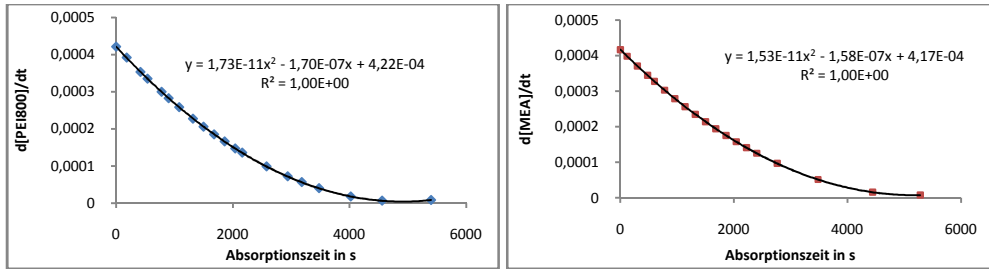 0,0005
0,0004
0,0003
0,0002
0,0001
0
d[PEI800]/dt
y = 1,73E-11x² - 1,70E-07x + 4,22E-04
R² = 1,00E+00
0
2000
4000
6000
Absorptionszeit in s
0,0005
0,0004
0,0003
0,0002
0,0001
0
d[MEA]/dt
y = 1,53E-11x² - 1,58E-07x + 4,17E-04
R² = 1,00E+00
0
2000
4000
6000
Absorptionszeit in s